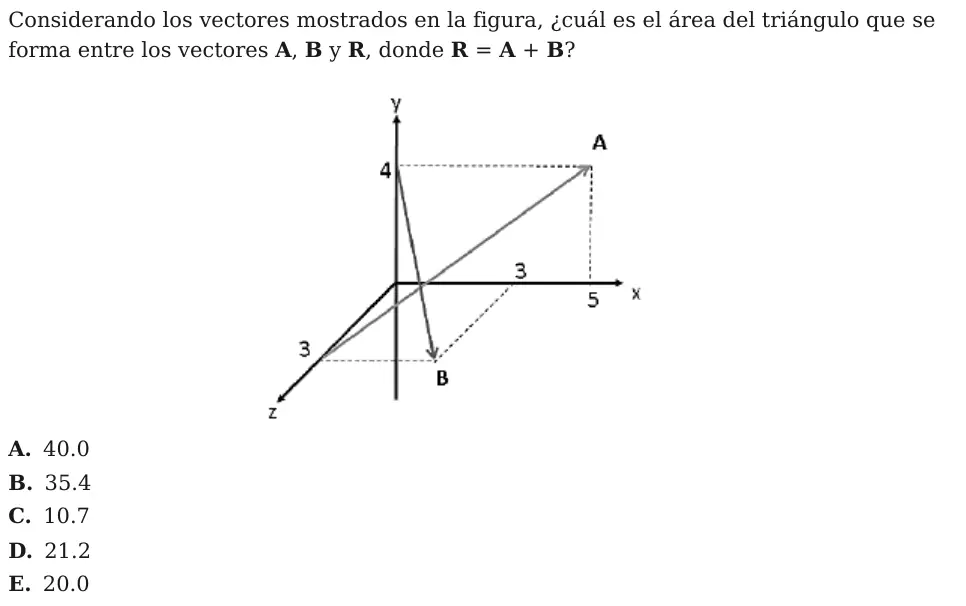 Considerando los vectores mostrados en la figura, ¿cuál es el área del triángulo que se
forma entre los vectores A, B y R, donde R = A + B?
y
A
4
3
x
5
3
B
z
A. 40.0
B. 35.4
C. 10.7
D. 21.2
E. 20.0